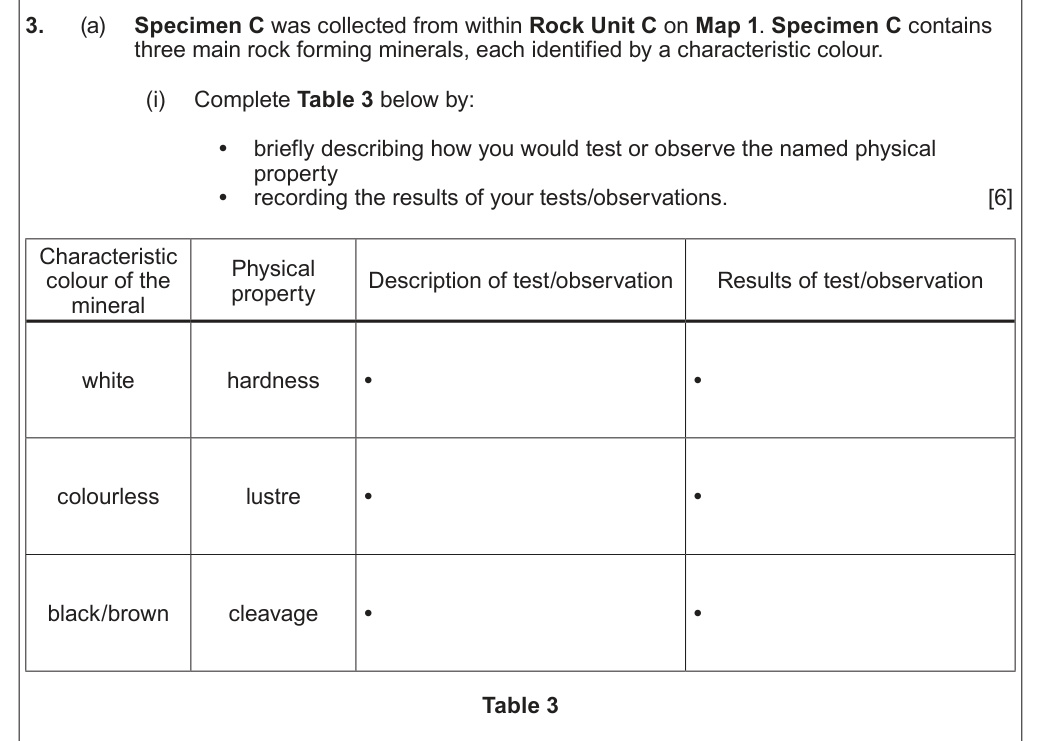 3. (a) Specimen C was collected from within Rock Unit C on Map 1. Specimen C contains
three main rock forming minerals, each identified by a characteristic colour.
(i) Complete Table 3 below by:
• briefly describing how you would test or observe the named physical
property
• recording the results of your tests/observations. [6]
Characteristic
colour of the
mineral
Physical
property
Description of test/observation
Results of test/observation
white
hardness
•
•
colourless
lustre
•
•
black/brown
cleavage
•
•
Table 3